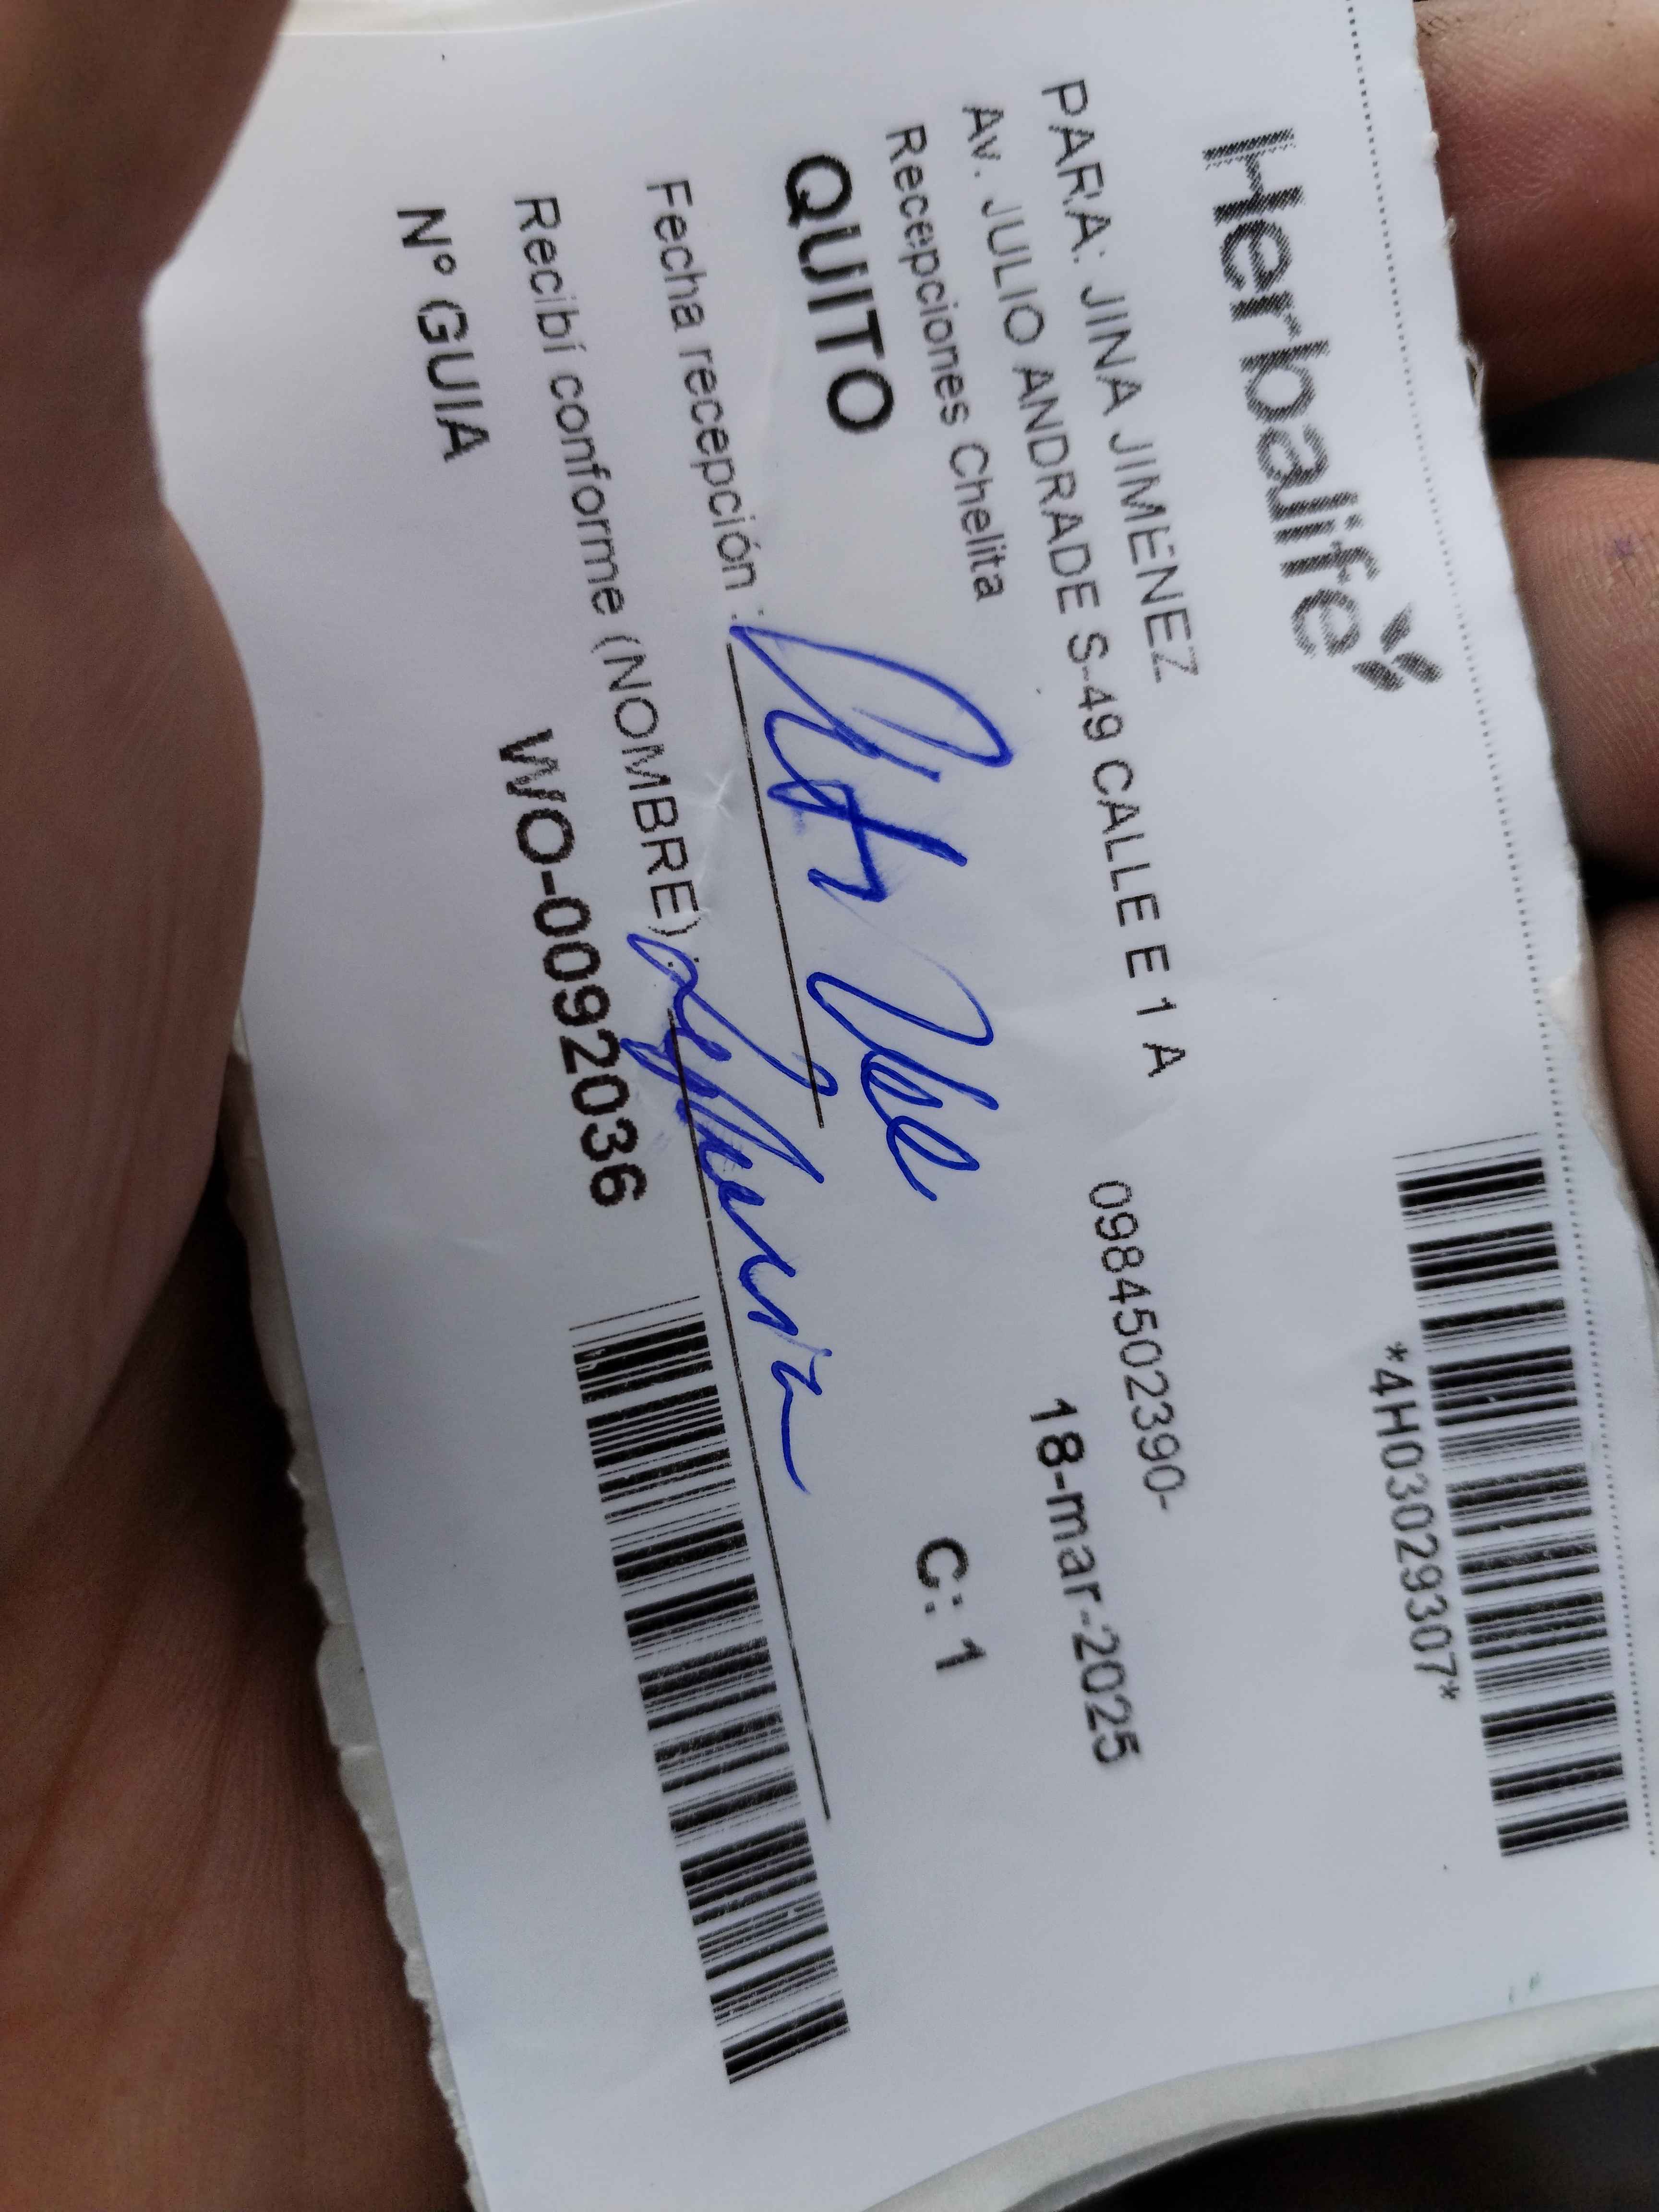 Herbalife
*4H03029307*
PARA: JINA JIMENEZ
Av. JULIO ANDRADE S-49 CALLE E 1 A
0984502390-
Recepciones Chelita
18-mar-2025
QUITO
C: 1
Fecha recepción :
Recibí conforme (NOMBRE) :
Nº GUIA
WO-0092036